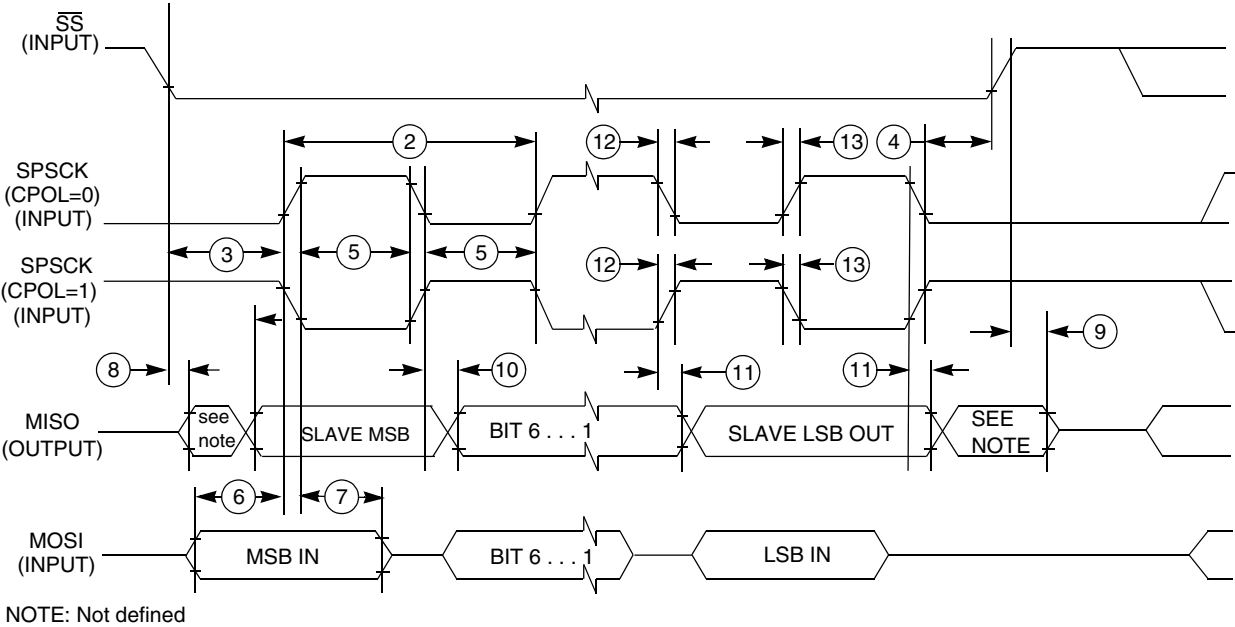 SS
(INPUT)
2
12
13
4
SPSCK
(CPOL=0)
(INPUT)
3
5
5
12
13
SPSCK
(CPOL=1)
(INPUT)
8
10
11
11
9
MISO
(OUTPUT)
see
note
SLAVE MSB
BIT 6 . . . 1
SLAVE LSB OUT
SEE
NOTE
6
7
MOSI
(INPUT)
MSB IN
BIT 6 . . . 1
LSB IN
NOTE: Not defined